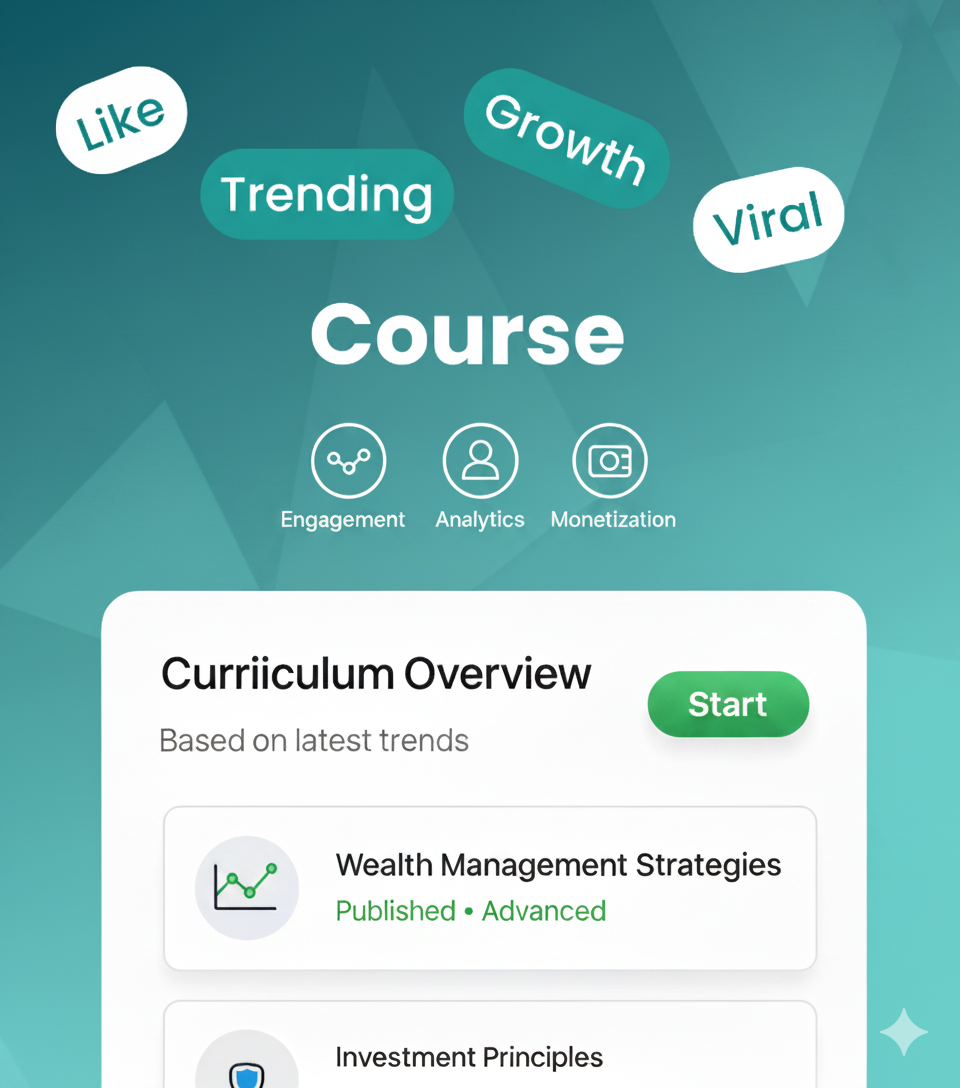 Like
Growth
Trending
Viral
Course
Engagement Analytics Monetization
Curriiculum Overview
Start
Based on latest trends
Wealth Management Strategies
Published • Advanced
Investment Principles